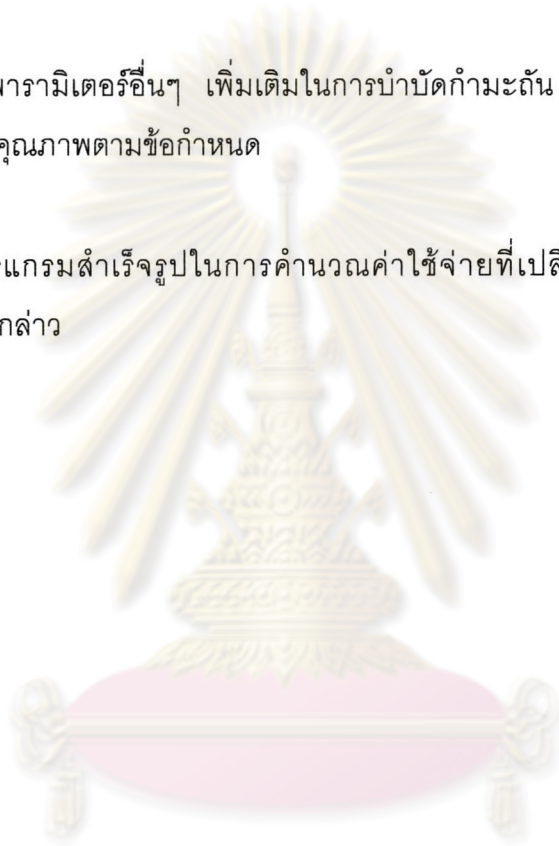 พารามิเตอร์อื่นๆ เพิ่มเติมในการบำบัดกำมะถัน
คุณภาพตามข้อกำหนด
แกรมสำเร็จรูปในการคำนวณค่าใช้จ่ายที่เปลี
กล่าว